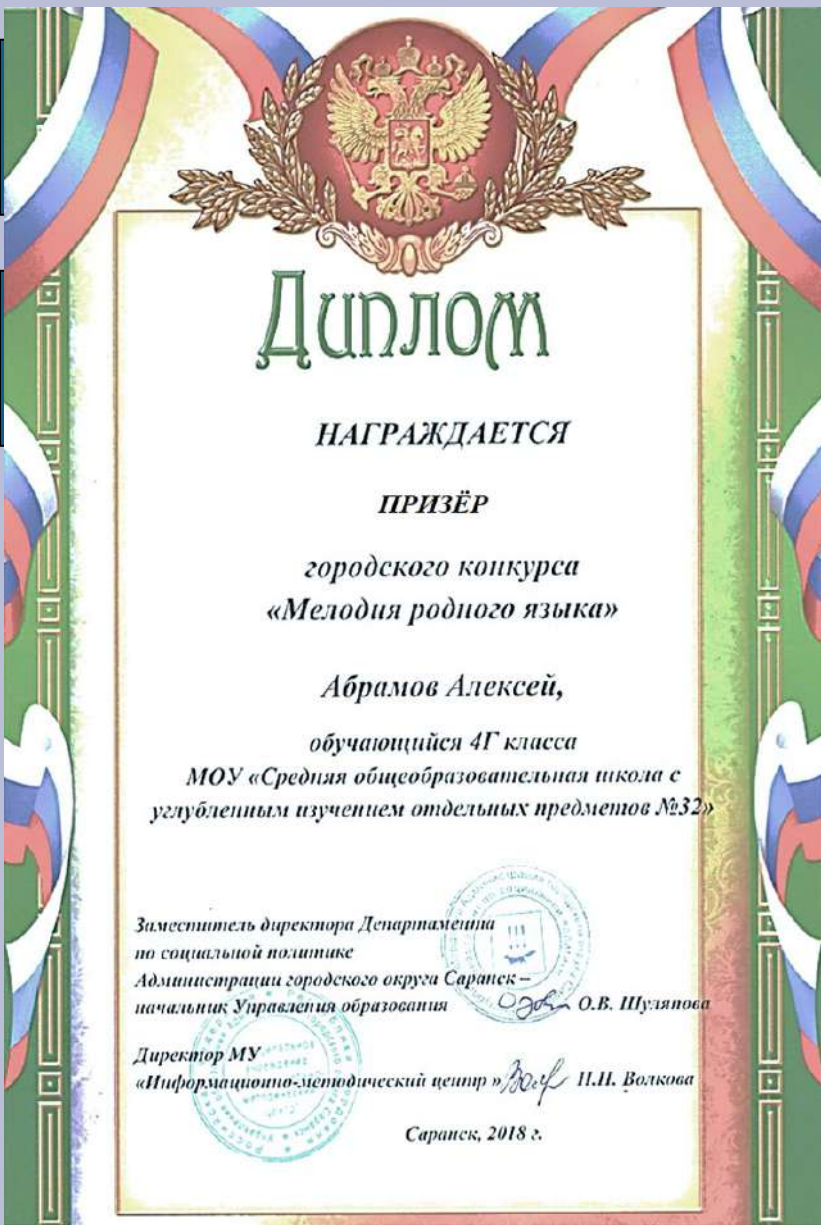 Диплом
НАГРАЖДАЕТСЯ
ПРИЗЁР
городского конкурса
«Мелодия родного языка»
Абрамов Алексей,
обучающийся 4Г класса
МОУ «Средняя общеобразовательная школа с
углубленным изучением отдельных предметов №32»
Заместитель директора Департамента
по социальной политике
Администрации городского округа Саранск –
начальник Управления образования О.В. Шуляпова
Директор МУ
«Информационно-методический центр » Н.Н. Волкова
Саранск, 2018 г.